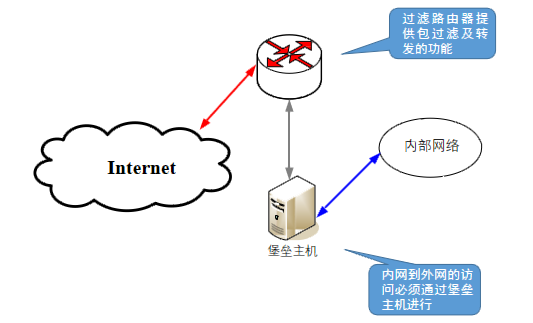 过滤路由器提
供包过滤及转
发的功能
Internet
内部网络
堡垒主机
内网到外网的访
问必须通过堡垒
主机进行